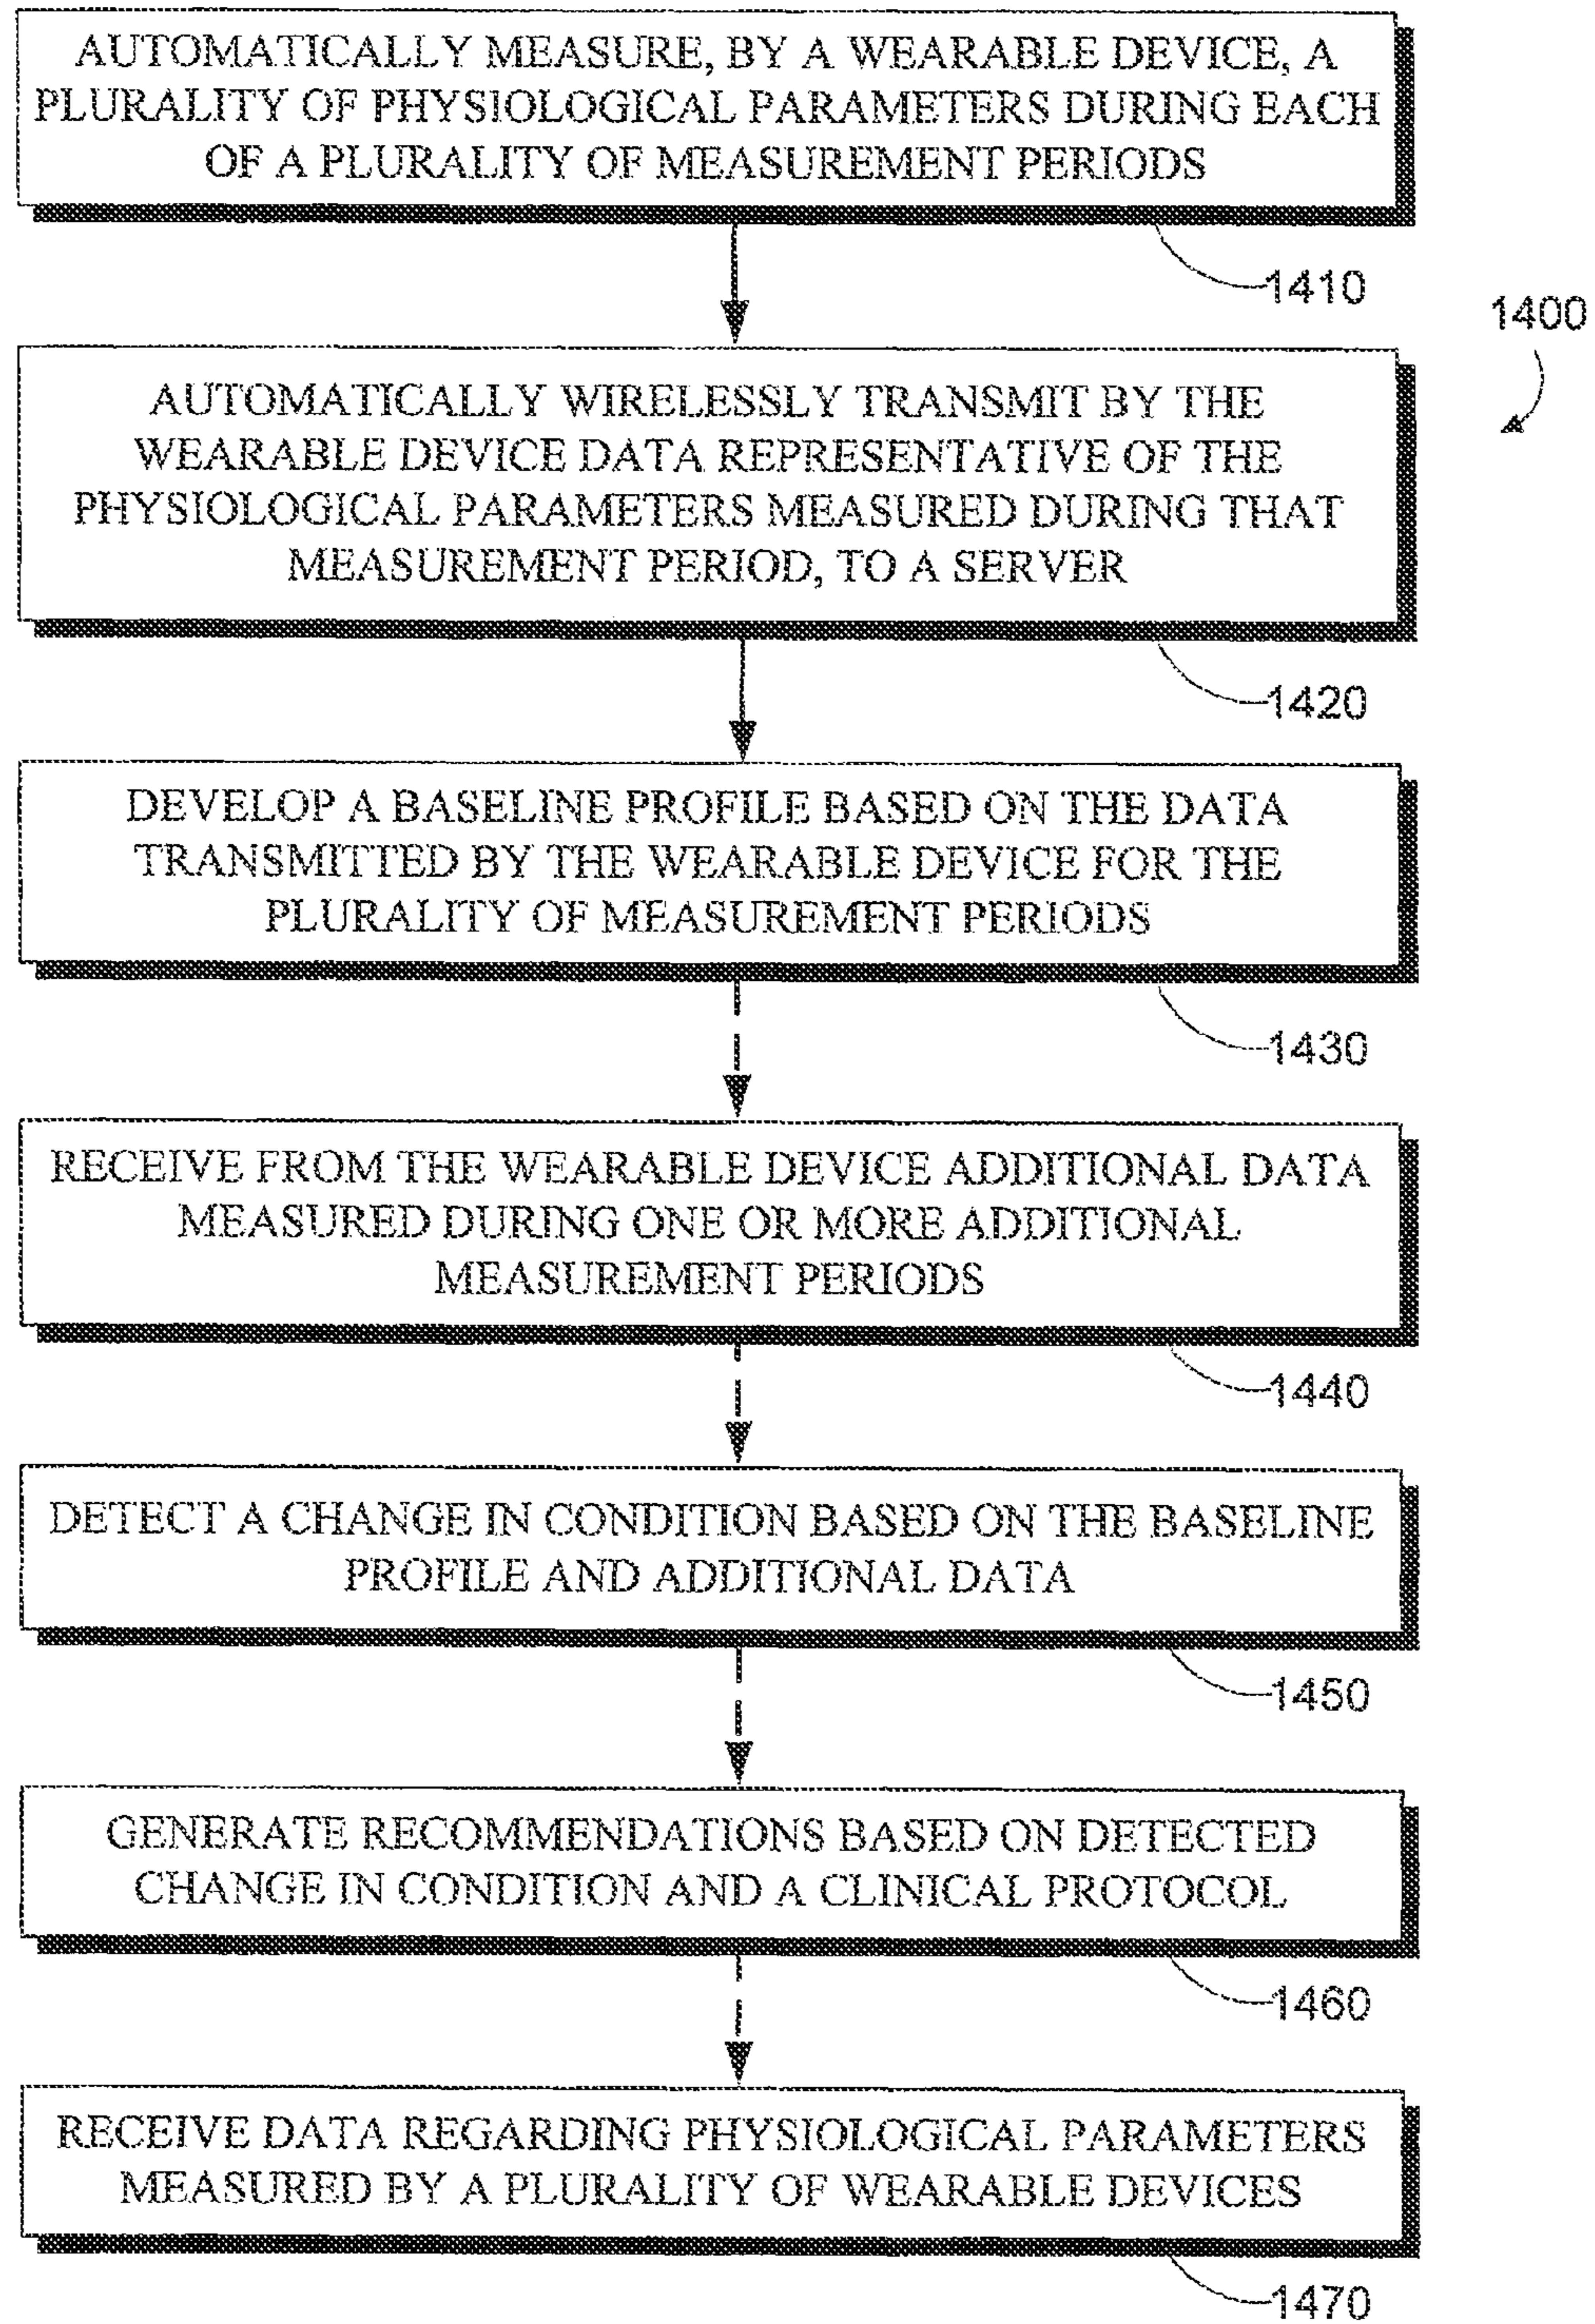 AUTOMATICALLY MEASURE, BY A WEARABLE DEVICE, A
PLURALITY OF PHYSIOLOGICAL PARAMETERS DURING EACH
OF A PLURALITY OF MEASUREMENT PERIODS
1410
1400
AUTOMATICALLY WIRELESSLY TRANSMIT BY THE
WEARABLE DEVICE DATA REPRESENTATIVE OF THE
PHYSIOLOGICAL PARAMETERS MEASURED DURING THAT
MEASUREMENT PERIOD, TO A SERVER
1420
DEVELOP A BASELINE PROFILE BASED ON THE DATA
TRANSMITTED BY THE WEARABLE DEVICE FOR THE
PLURALITY OF MEASUREMENT PERIODS
1430
RECEIVE FROM THE WEARABLE DEVICE ADDITIONAL DATA
MEASURED DURING ONE OR MORE ADDITIONAL
MEASUREMENT PERIODS
1440
DETECT A CHANGE IN CONDITION BASED ON THE BASELINE
PROFILE AND ADDITIONAL DATA
1450
GENERATE RECOMMENDATIONS BASED ON DETECTED
CHANGE IN CONDITION AND A CLINICAL PROTOCOL
1460
RECEIVE DATA REGARDING PHYSIOLOGICAL PARAMETERS
MEASURED BY A PLURALITY OF WEARABLE DEVICES
1470